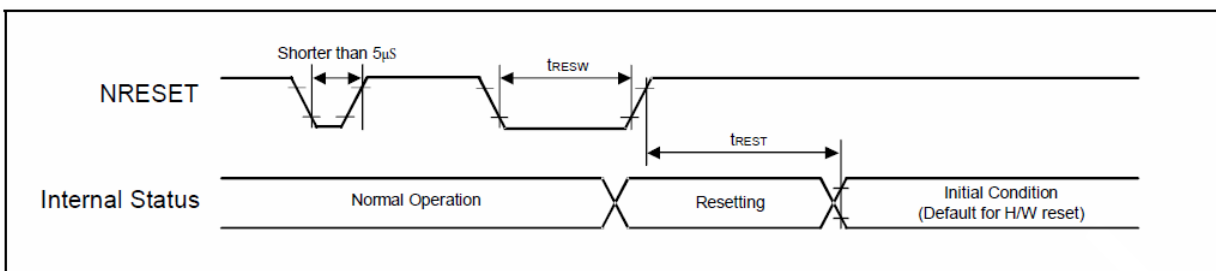 Shorter than 5µS
tRESW
NRESET
tREST
Internal Status
Normal Operation
Resetting
Initial Condition
(Default for H/W reset)